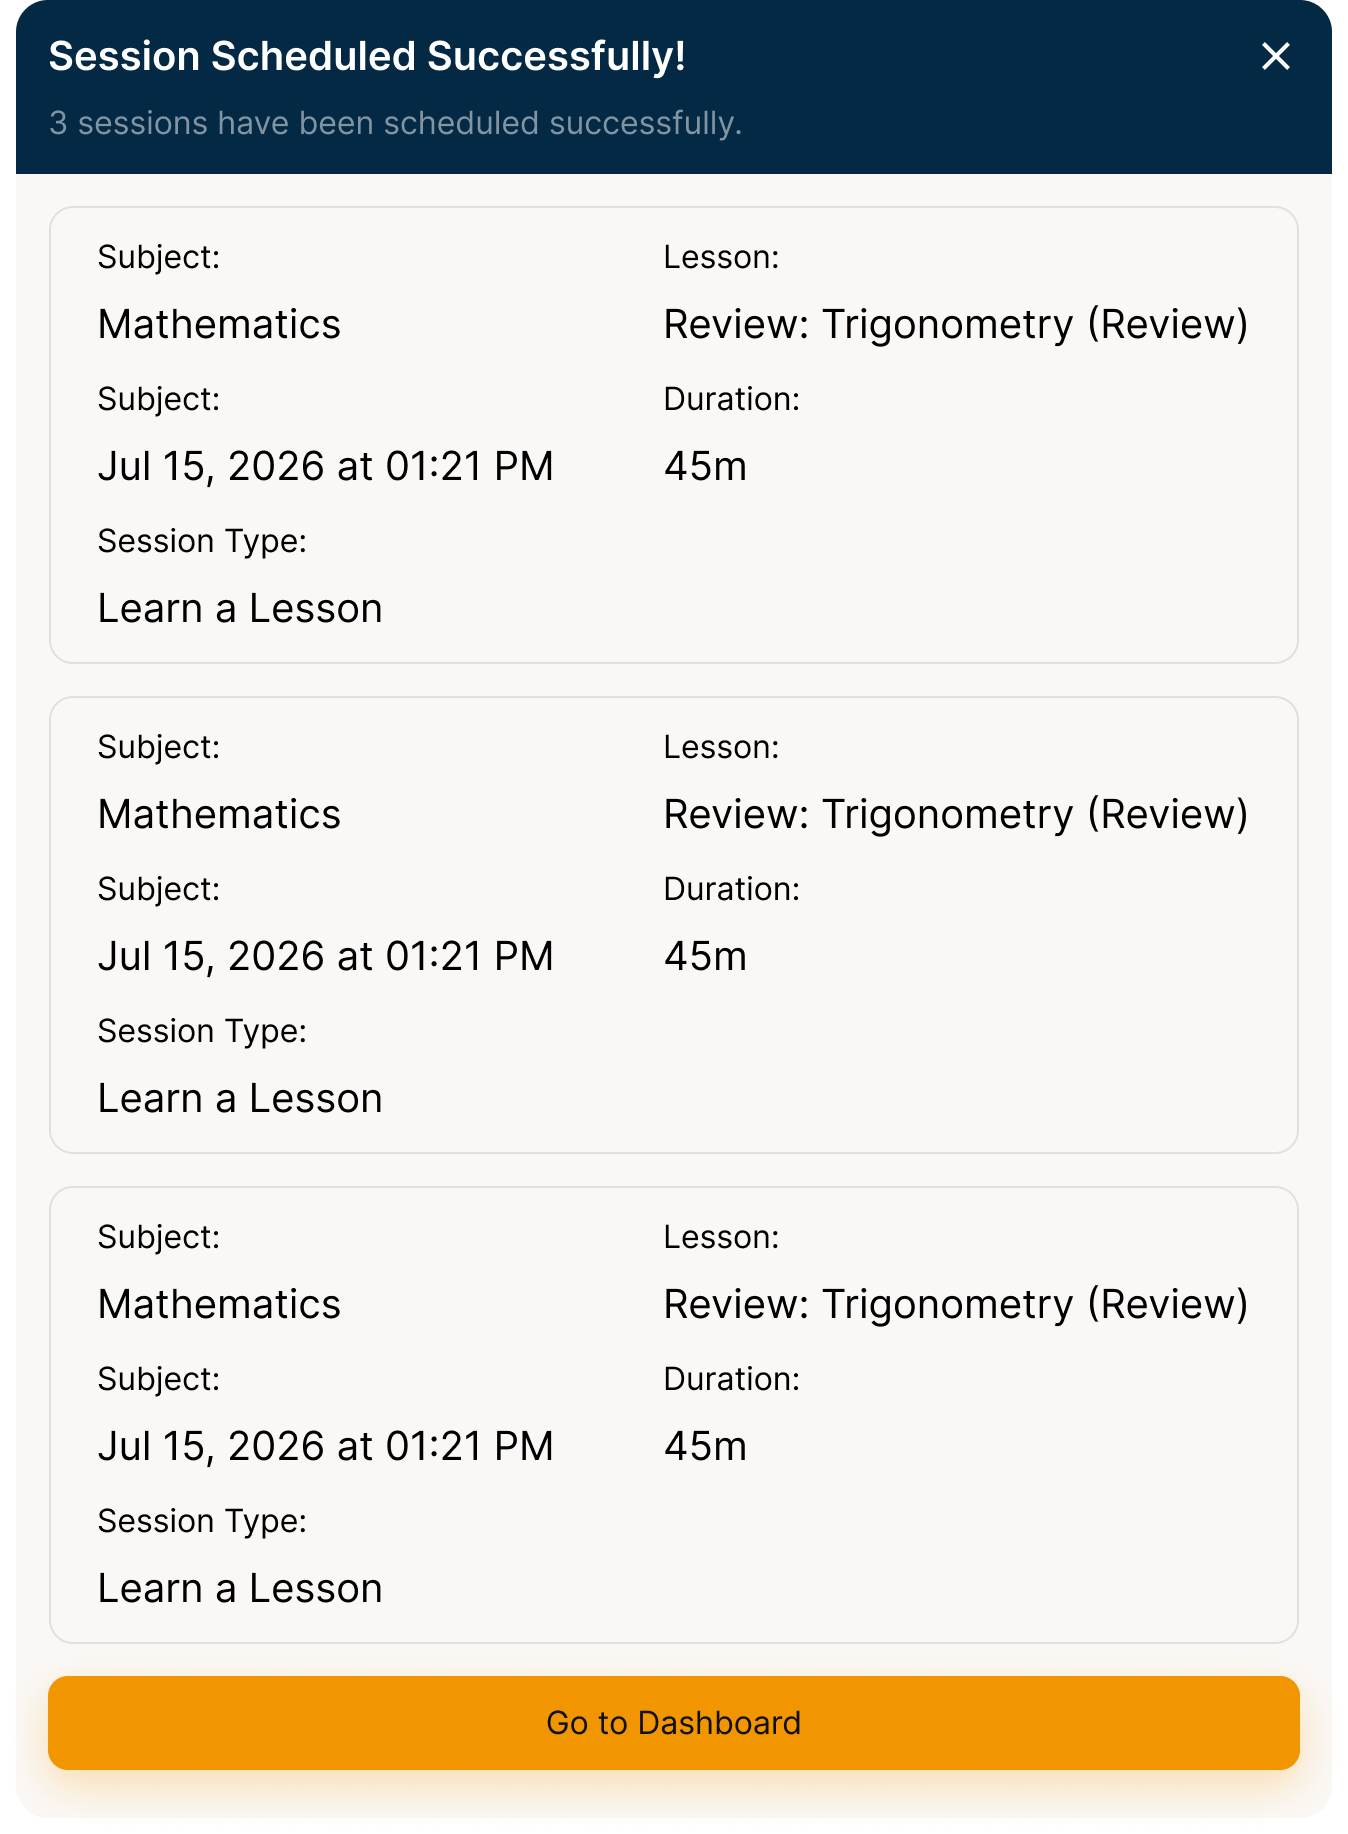 Session Scheduled Successfully!
3 sessions have been scheduled successfully.
Subject:
Lesson:
Mathematics
Review: Trigonometry (Review)
Subject:
Duration:
Jul 15, 2026 at 01:21 PM
45m
Session Type:
Learn a Lesson
Subject:
Lesson:
Mathematics
Review: Trigonometry (Review)
Subject:
Duration:
Jul 15, 2026 at 01:21 PM
45m
Session Type:
Learn a Lesson
Subject:
Lesson:
Mathematics
Review: Trigonometry (Review)
Subject:
Duration:
Jul 15, 2026 at 01:21 PM
45m
Session Type:
Learn a Lesson
Go to Dashboard